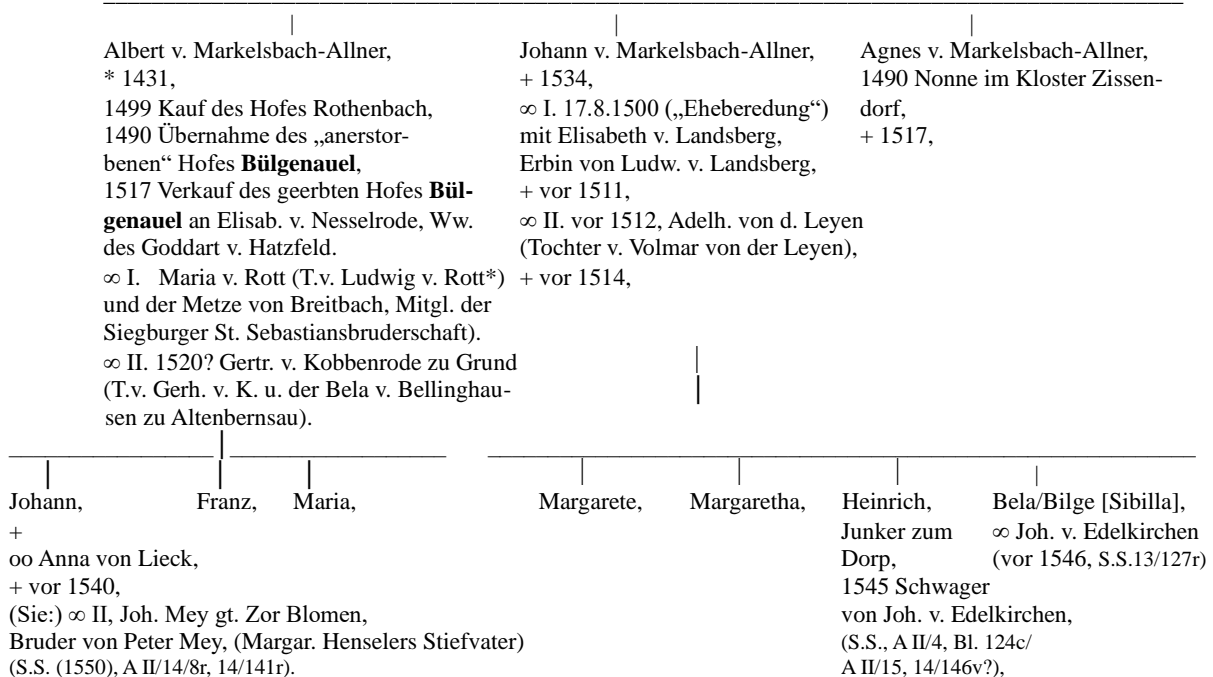 Albert v. Markelsbach-Allner,
* 1431,
1499 Kauf des Hofes Rothenbach,
1490 Übernahme des „anerstor-
benen“ Hofes Bülgenauel,
1517 Verkauf des geerbten Hofes Bül-
genauel an Elisab. v. Nesselrode, Ww.
des Goddart v. Hatzfeld.
∞ I. Maria v. Rott (T.v. Ludwig v. Rott*)
und der Metze von Breitbach, Mitgl. der
Siegburger St. Sebastiansbruderschaft).
∞ II. 1520? Gertr. v. Kobbenrode zu Grund
(T.v. Gerh. v. K. u. der Bela v. Bellinghau-
sen zu Altenbernsau).
Johann v. Markelsbach-Allner,
+ 1534,
∞ I. 17.8.1500 („Eheberedung“)
mit Elisabeth v. Landsberg,
Erbin von Ludw. v. Landsberg,
+ vor 1511,
∞ II. vor 1512, Adelh. von d. Leyen
(Tochter v. Volmar von der Leyen),
+ vor 1514,
Agnes v. Markelsbach-Allner,
1490 Nonne im Kloster Zissen-
dorf,
+ 1517,
Johann,
+
oo Anna von Lieck,
+ vor 1540,
(Sie:) ∞ II, Joh. Mey gt. Zor Blomen,
Bruder von Peter Mey, (Margar. Henselers Stiefvater)
(S.S. (1550), A II/14/8r, 14/141r).
Franz,
Maria,
Margarete,
Margaretha,
Heinrich,
Junker zum
Dorp,
1545 Schwager
von Joh. v. Edelkirchen,
(S.S., A II/4, Bl. 124c/
A II/15, 14/146v?),
Bela/Bilge [Sibilla],
∞ Joh. v. Edelkirchen
(vor 1546, S.S.13/127r)